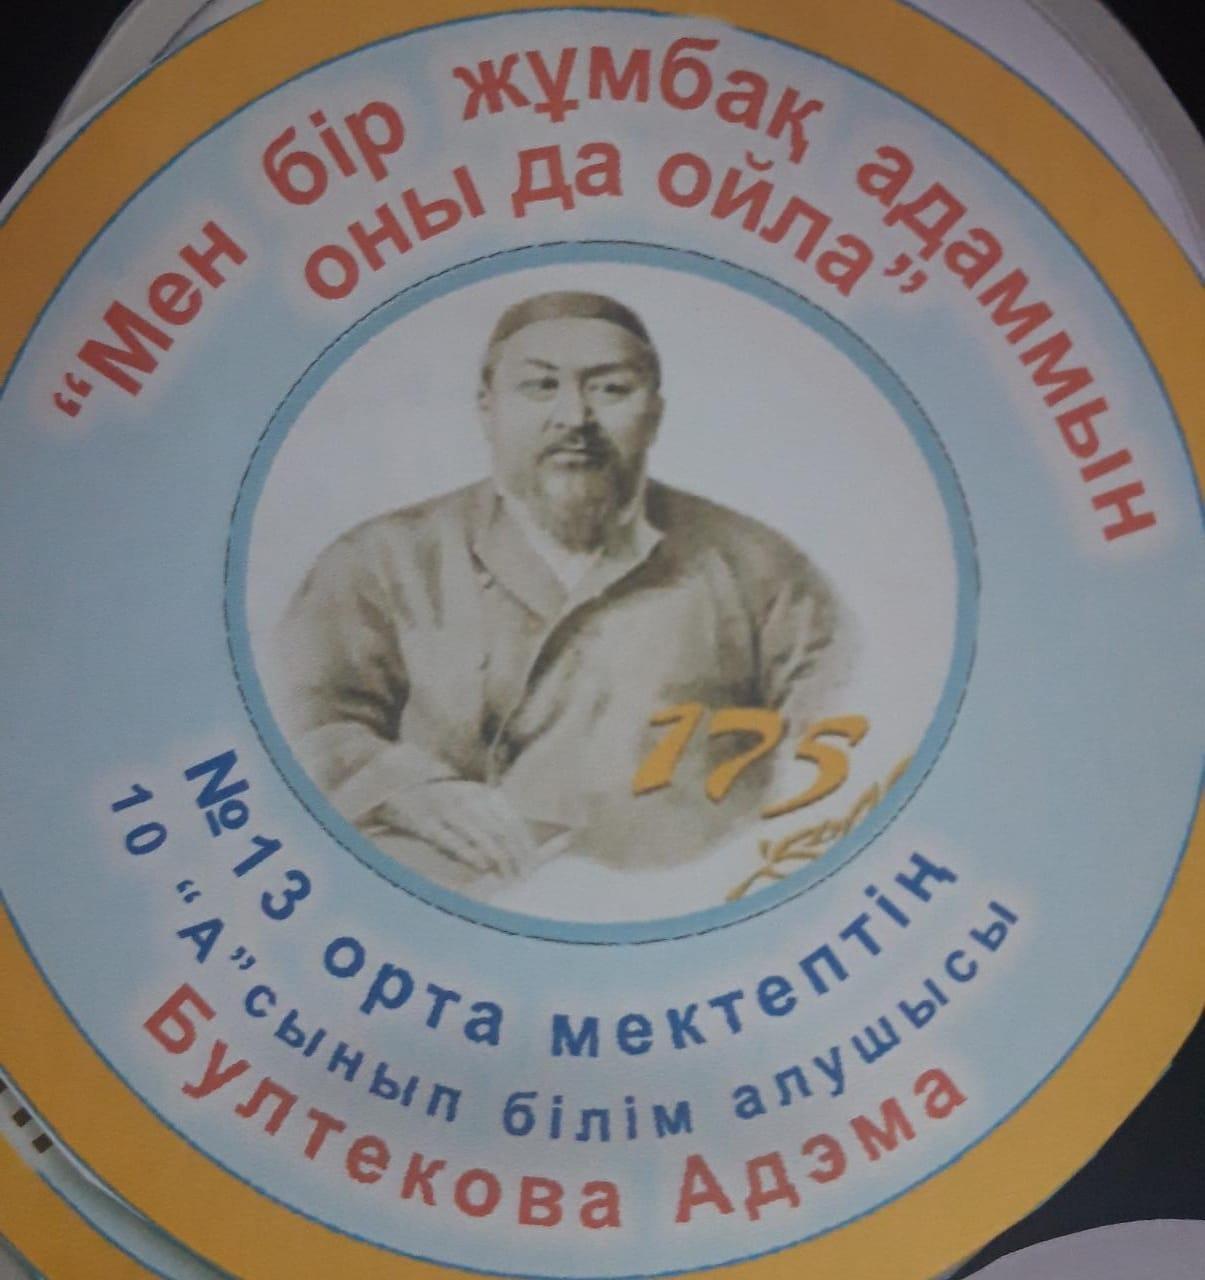 “Мен бір жұмбақ адаммын
оны да ойла”
175
№13 орта мектептің
10 “А”сынып білім алушысы
Бултекова Адэма